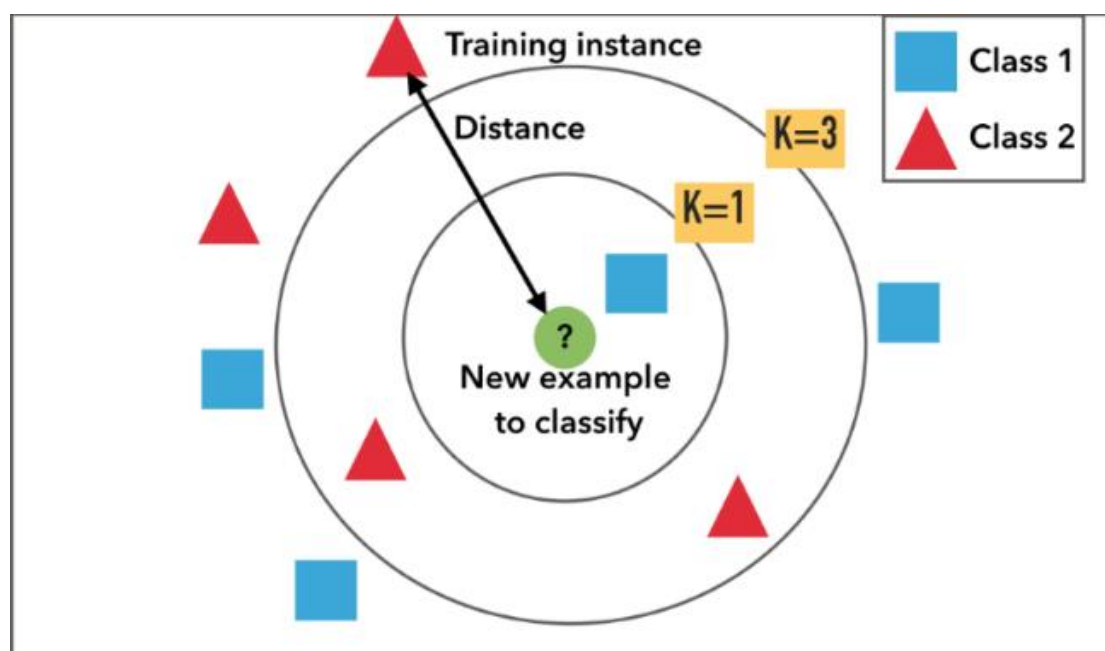 Training instance
Class 1
Distance
K=3
Class 2
K=1
?
New example
to classify